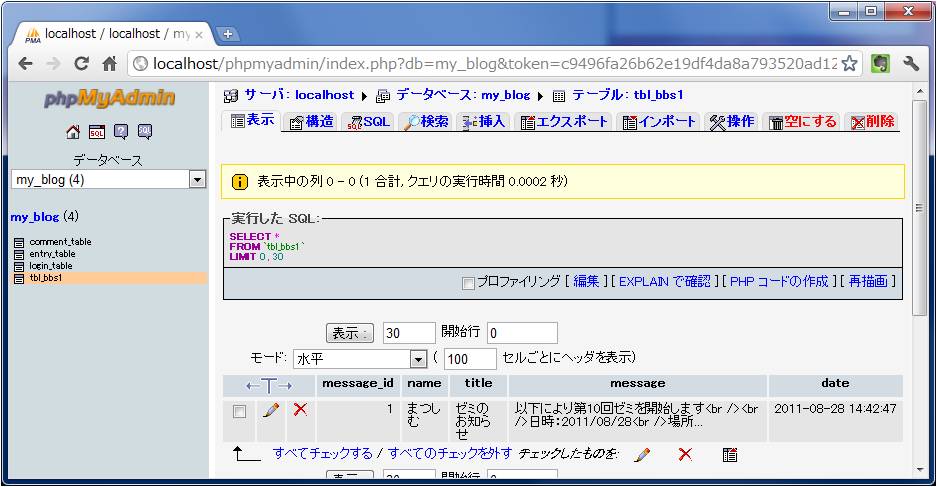 localhost / localhost / my
localhost/phpmyadmin/index.php?db=my_blog&token=c9496fa26b62e19df4da8a793520ad12
phpMyAdmin
データベース
my_blog (4)
my_blog (4)
comment_table
entry_table
login_table
tbl_bbs1
サーバ: localhost ▶ データベース: my_blog ▶ テーブル: tbl_bbs1
表示 構造 SQL 検索 挿入 エクスポート インポート 操作 空にする 削除
表示中の列 0 - 0 (1 合計, クエリの実行時間 0.0002 秒)
実行した SQL:
SELECT *
FROM `tbl_bbs1`
LIMIT 0 , 30
プロファイリング [ 編集 ] [ EXPLAIN で確認 ] [ PHP コードの作成 ] [ 再描画 ]
表示 : 30 開始行 0
モード: 水平 ( 100 セルごとにヘッダを表示)
←T→ message_id name title message date
1 まつしむ ゼミのお知らせ 以下により第10回ゼミを開始します<br /><br />日時：2011/08/28<br />場所... 2011-08-28 14:42:47
すべてチェックする / すべてのチェックを外す チェックしたものを:
表示 : 30 開始行 0